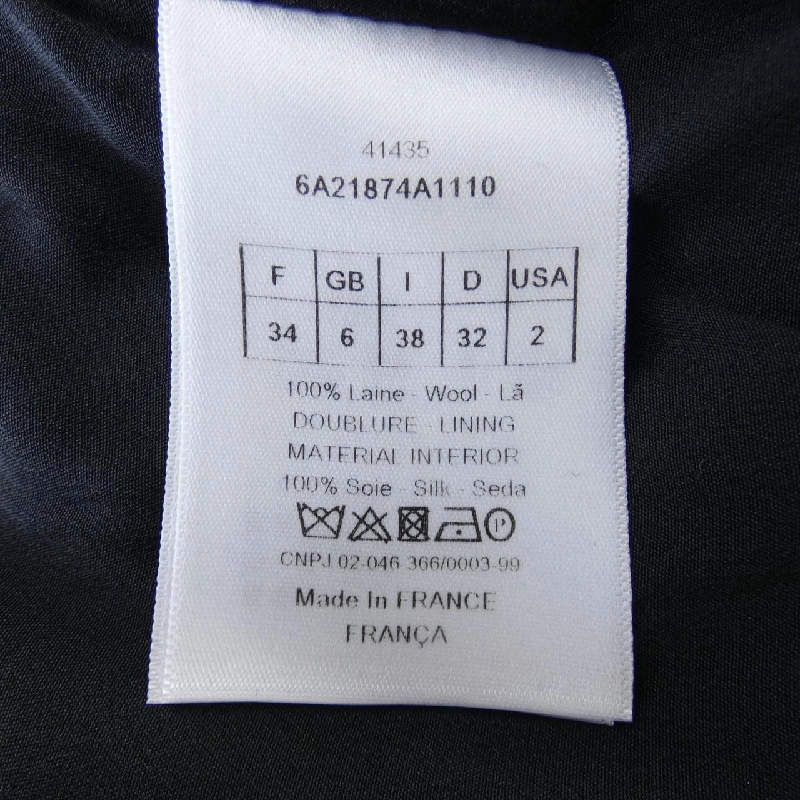 41435
6A21874A1110
F GB I D USA
34 6 38 32 2
100% Laine - Wool - Lã
DOUBLURE - LINING
MATERIAL INTERIOR
100% Soie - Silk - Seda
P
CNPJ 02-046 366/0003-99
Made In FRANCE
FRANÇA